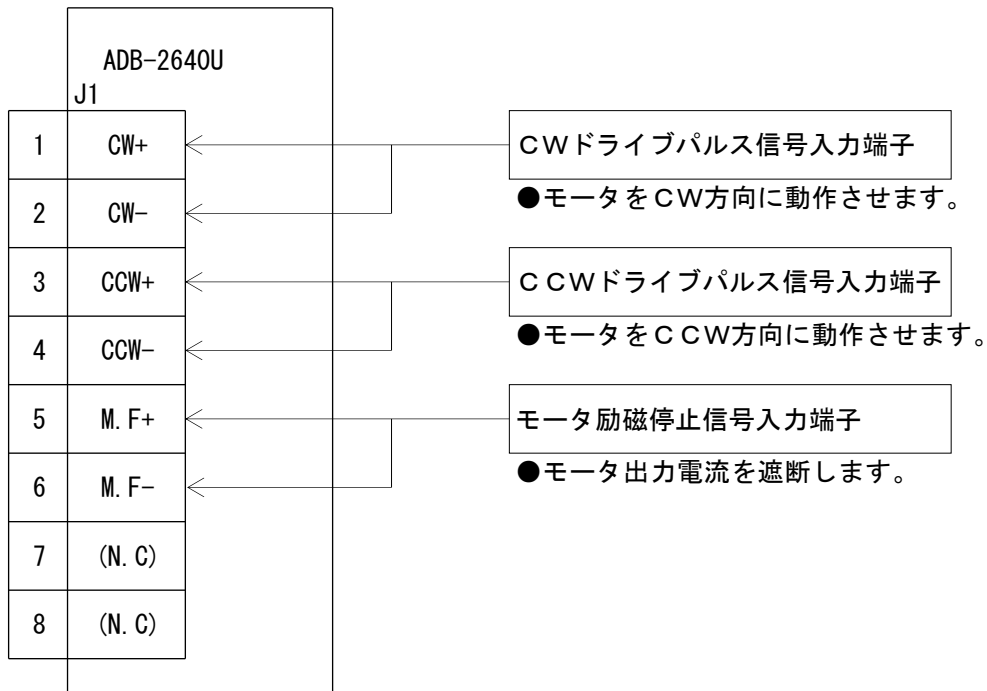 ADB-2640U
J1
1 CW+
CWドライブパルス信号入力端子
●モータをCW方向に動作させます。
2 CW-
3 CCW+
CCWドライブパルス信号入力端子
●モータをCCW方向に動作させます。
4 CCW-
5 M.F+
モータ励磁停止信号入力端子
●モータ出力電流を遮断します。
6 M.F-
7 (N.C)
8 (N.C)